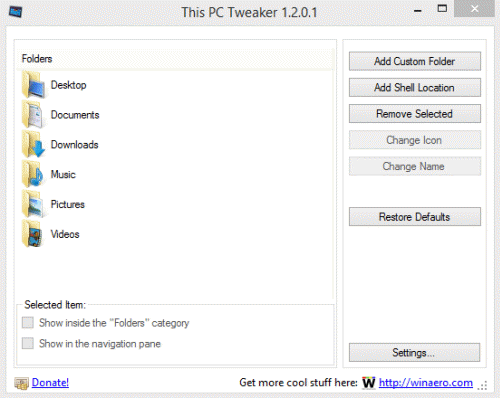 This PC Tweaker 1.2.0.1
Folders
Desktop
Documents
Downloads
Music
Pictures
Videos
Selected Item:
Show inside the "Folders" category
Show in the navigation pane
Add Custom Folder
Add Shell Location
Remove Selected
Change Icon
Change Name
Restore Defaults
Settings...
Donate!
Get more cool stuff here: W http://winaero.com